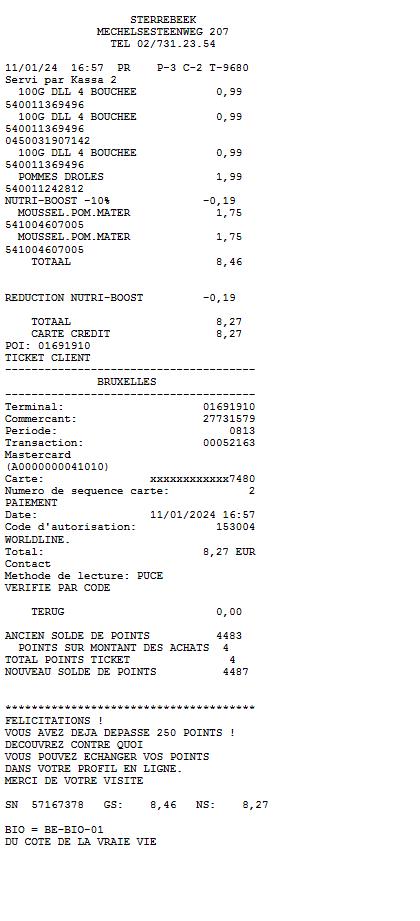 STERREBEEK
MECHELSESTEENWEG 207
TEL 02/731.23.54
11/01/24 16:57 PR P-3 C-2 T-9680
Servi par Kassa 2
100G DLL 4 BOUCHEE 0,99
540011369496
100G DLL 4 BOUCHEE 0,99
540011369496
0450031907142
100G DLL 4 BOUCHEE 0,99
540011369496
POMMES DROLES 1,99
540011242812
NUTRI-BOOST -10% -0,19
MOUSSEL.POM.MATER 1,75
541004607005
MOUSSEL.POM.MATER 1,75
541004607005
TOTAAL 8,46
REDUCTION NUTRI-BOOST -0,19
TOTAAL 8,27
CARTE CREDIT 8,27
POI: 01691910
TICKET CLIENT
--------------------------------------
BRUXELLES
--------------------------------------
Terminal: 01691910
Commercant: 27731579
Periode: 0813
Transaction: 00052163
Mastercard
(A0000000041010)
Carte: xxxxxxxxxxxx7480
Numero de sequence carte: 2
PAIEMENT
Date: 11/01/2024 16:57
Code d'autorisation: 153004
WORLDLINE.
Total: 8,27 EUR
Contact
Methode de lecture: PUCE
VERIFIE PAR CODE
TERUG 0,00
ANCIEN SOLDE DE POINTS 4483
POINTS SUR MONTANT DES ACHATS 4
TOTAL POINTS TICKET 4
NOUVEAU SOLDE DE POINTS 4487
**************************************
FELICITATIONS !
VOUS AVEZ DEJA DEPASSE 250 POINTS !
DECOUVREZ CONTRE QUOI
VOUS POUVEZ ECHANGER VOS POINTS
DANS VOTRE PROFIL EN LIGNE.
MERCI DE VOTRE VISITE
SN 57167378 GS: 8,46 NS: 8,27
BIO = BE-BIO-01
DU COTE DE LA VRAIE VIE